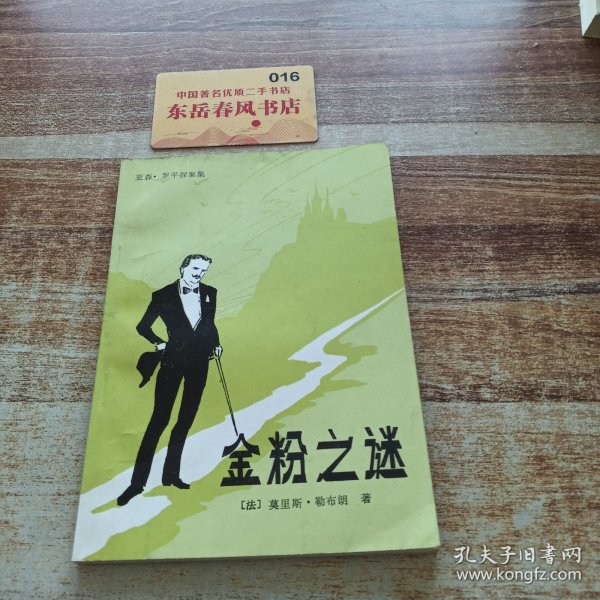 016
中国著名优质二手书店
东岳春风书店
亚森·罗平探案集
金粉之谜
[法] 莫里斯·勒布朗 著
孔夫子旧书网
www.kongfz.com